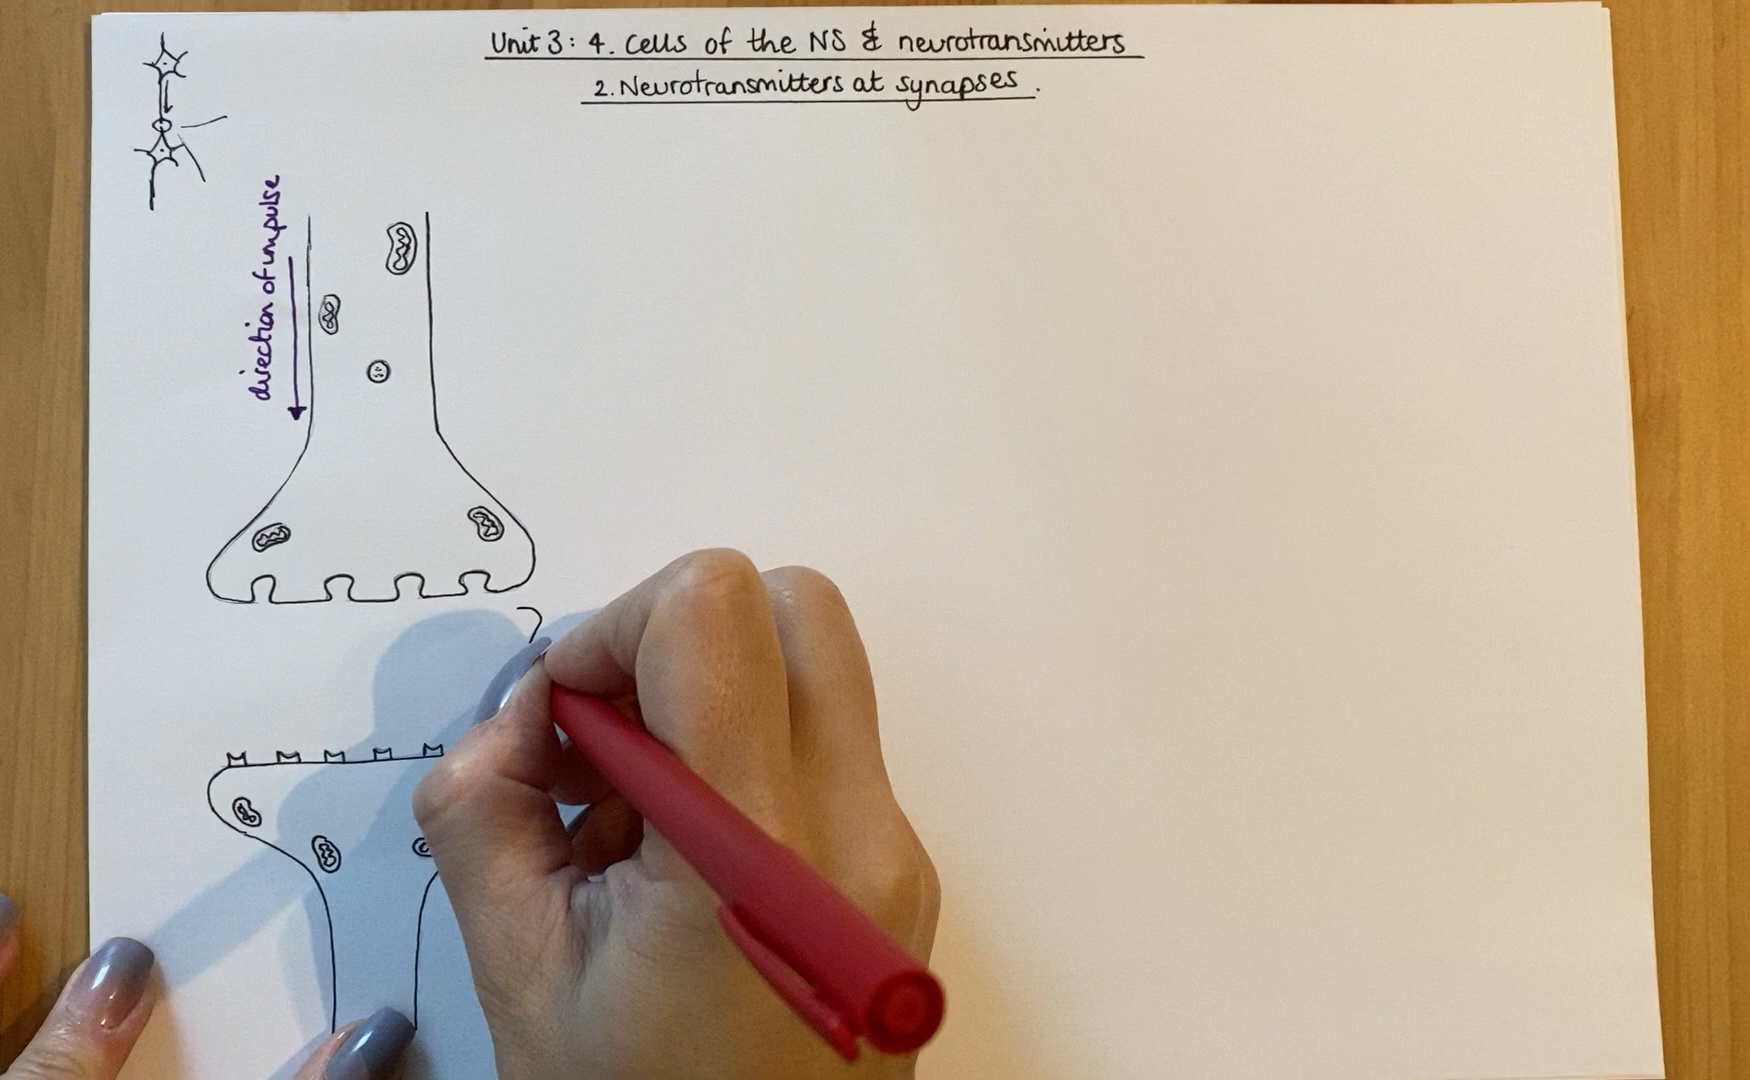 Unit 3: 4. Cells of the NS & neurotransmitters
2. Neurotransmitters at synapses.
direction of impulse